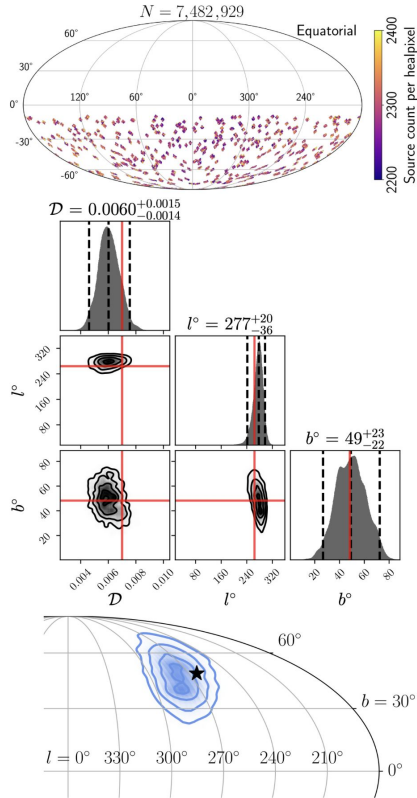 N = 7,482,929
Equatorial
60°
30°
0°
-30°
-60°
120° 60° 0° 300° 240°
2400
2300
2200
Source count per healpixel
𝒟 = 0.0060 +0.0015 −0.0014
l° = 277 +20 −36
320
240
160
80
l°
b° = 49 +23 −22
80
60
40
20
b°
0.004 0.006 0.008 0.010
80 160 240 320
20 40 60 80
𝒟 l° b°
60°
b = 30°
l = 0° 330° 300° 270° 240° 210°
0°